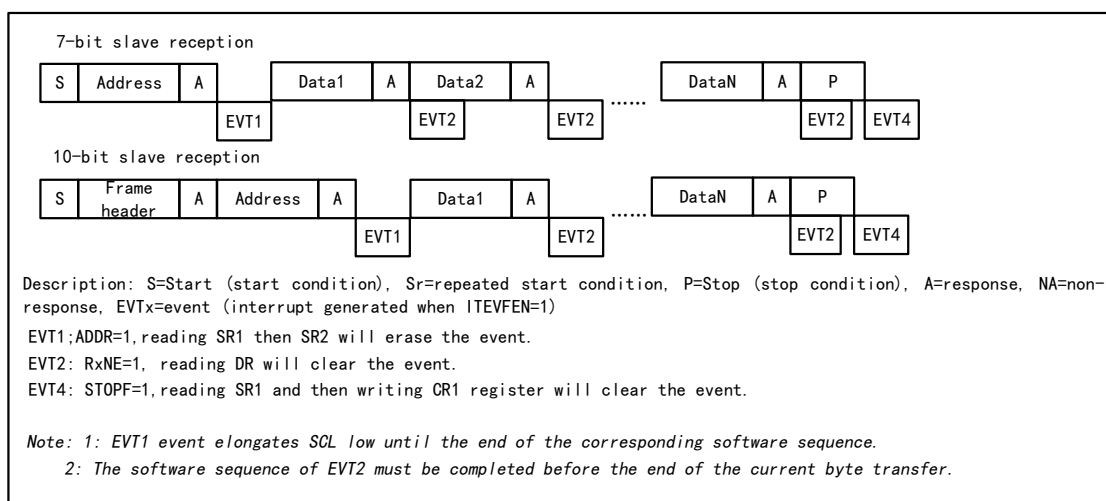 7-bit slave reception
S Address A Data1 A Data2 A DataN A P
EVT1 EVT2 EVT2 ...... EVT2 EVT4
10-bit slave reception
S Frame header A Address A Data1 A DataN A P
EVT1 EVT2 ...... EVT2 EVT4
Description: S=Start (start condition), Sr=repeated start condition, P=Stop (stop condition), A=response, NA=non-
response, EVTx=event (interrupt generated when ITEVFEN=1)
EVT1;ADDR=1,reading SR1 then SR2 will erase the event.
EVT2: RxNE=1, reading DR will clear the event.
EVT4: STOPF=1,reading SR1 and then writing CR1 register will clear the event.
Note: 1: EVT1 event elongates SCL low until the end of the corresponding software sequence.
2: The software sequence of EVT2 must be completed before the end of the current byte transfer.